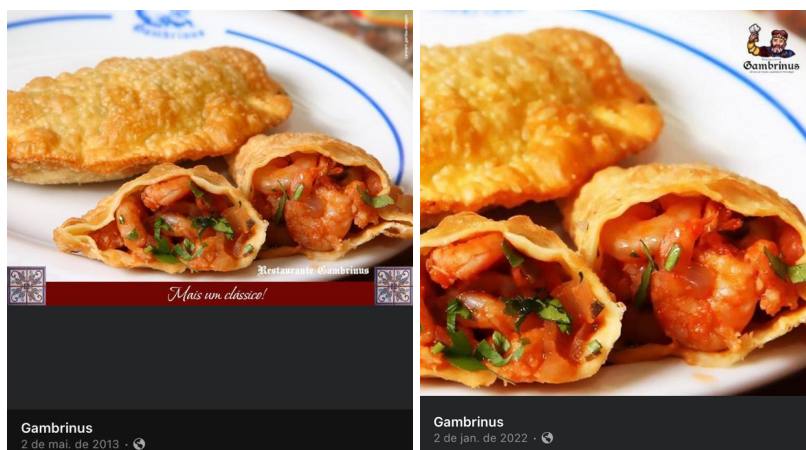 Gambrinus
Restaurante Gambrinus
Mais um clássico!
Gambrinus
2 de mai. de 2013
Gambrinus
Gambrinus
2 de jan. de 2022